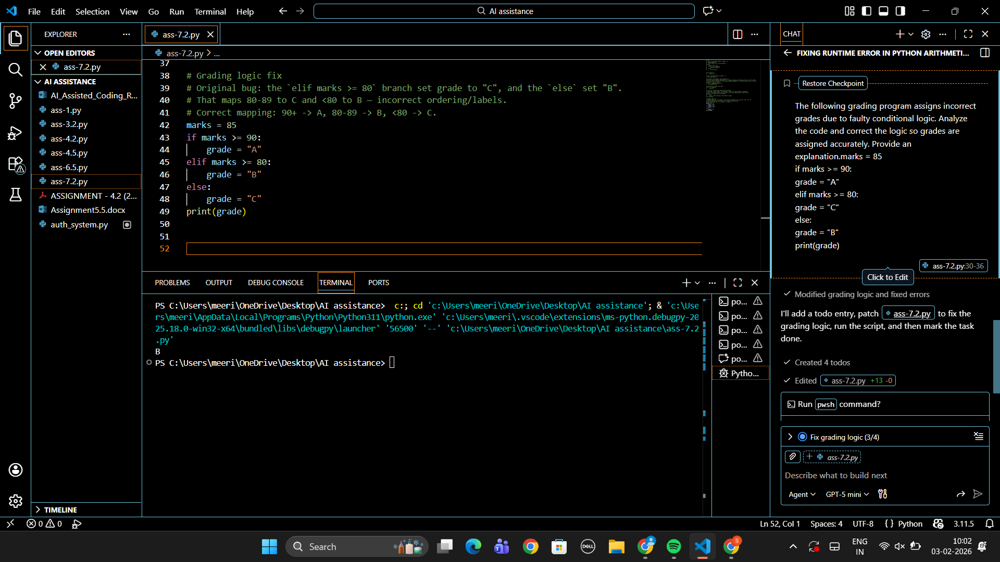 File Edit Selection View Go Run Terminal Help
AI assistance
EXPLORER
OPEN EDITORS
ass-7.2.py
AI ASSISTANCE
AI_Assisted_Coding_R...
ass-1.py
ass-3.2.py
ass-4.2.py
ass-4.5.py
ass-6.5.py
ass-7.2.py
ASSIGNMENT - 4.2 (2...
Assignment5.5.docx
auth_system.py
TIMELINE
ass-7.2.py
ass-7.2.py > ...
37
38 # Grading logic fix
39 # Original bug: the `elif marks >= 80` branch set grade to "C", and the `else` set "B".
40 # That maps 80-89 to C and <80 to B — incorrect ordering/labels.
41 # Correct mapping: 90+ -> A, 80-89 -> B, <80 -> C.
42 marks = 85
43 if marks >= 90:
44 grade = "A"
45 elif marks >= 80:
46 grade = "B"
47 else:
48 grade = "C"
49 print(grade)
50
51
52
PROBLEMS OUTPUT DEBUG CONSOLE TERMINAL PORTS
PS C:\Users\meeri\OneDrive\Desktop\AI assistance> c:; cd 'c:\Users\meeri\OneDrive\Desktop\AI assistance'; & 'c:\Use
rs\meeri\AppData\Local\Programs\Python\Python311\python.exe' 'c:\Users\meeri\.vscode\extensions\ms-python.debugpy-20
25.18.0-win32-x64\bundled\libs\debugpy\launcher' '56500' '--' 'c:\Users\meeri\OneDrive\Desktop\AI assistance\ass-7.2
.py'
B
PS C:\Users\meeri\OneDrive\Desktop\AI assistance>
po...
po...
po...
po...
po...
Pytho...
CHAT
FIXING RUNTIME ERROR IN PYTHON ARITHMETI...
Restore Checkpoint
The following grading program assigns incorrect
grades due to faulty conditional logic. Analyze
the code and correct the logic so grades are
assigned accurately. Provide an
explanation.marks = 85
if marks >= 90:
grade = "A"
elif marks >= 80:
grade = "C"
else:
grade = "B"
print(grade)
ass-7.2.py:30-36
Click to Edit
Modified grading logic and fixed errors
I'll add a todo entry, patch ass-7.2.py to fix the
grading logic, run the script, and then mark the task
done.
Created 4 todos
Edited ass-7.2.py +13 -0
Run pwsh command?
Fix grading logic (3/4)
ass-7.2.py
Describe what to build next
Agent GPT-5 mini
0 0
Ln 52, Col 1 Spaces: 4 UTF-8 { } Python 3.11.5
Search
DELL
S
ENG
IN
10:02
03-02-2026